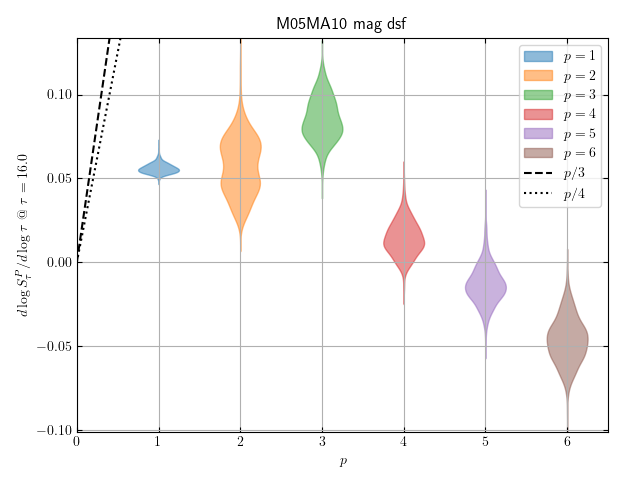 M05MA10 mag dsf
d log S_τ^P / d log τ @ τ = 16.0
0.10
0.05
0.00
−0.05
−0.10
0 1 2 3 4 5 6
p
p = 1
p = 2
p = 3
p = 4
p = 5
p = 6
p/3
p/4